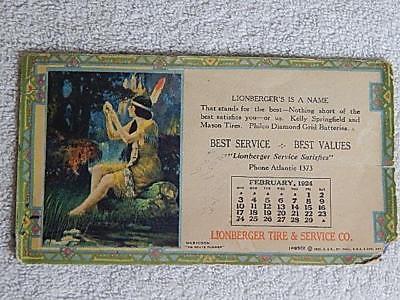 LIONBERGER'S IS A NAME
That stands for the best—Nothing short of the
best satisfies you—or us. Kelly Springfield and
Mason Tires. Philco Diamond Grid Batteries.
BEST SERVICE BEST VALUES
"Lionberger Service Satisfies"
Phone Atlantic 1373
FEBRUARY, 1924
1 2
3 4 5 6 7 8 9
10 11 12 13 14 15 16
17 18 19 20 21 22 23
24 25 26 27 28 29
LIONBERGER TIRE & SERVICE CO.